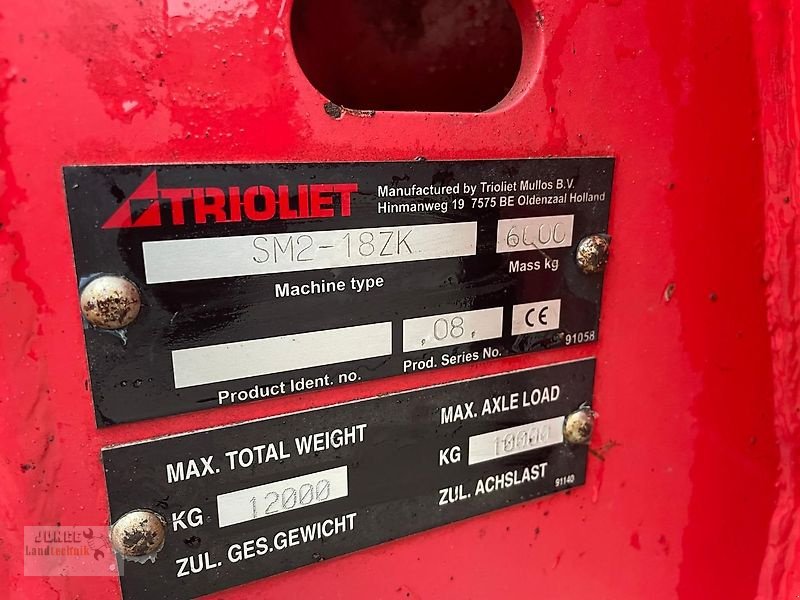 TRIOLIET
Manufactured by Trioliet Mullos B.V.
Hinmanweg 19 7575 BE Oldenzaal Holland
SM2-18ZK
6000
Machine type
Mass kg
08
CE
Product Ident. no.
Prod. Series No.
91058
MAX. TOTAL WEIGHT
MAX. AXLE LOAD
KG 12000
KG 10000
ZUL. GES.GEWICHT
ZUL. ACHSLAST
91140
JUNGE
Landtechnik